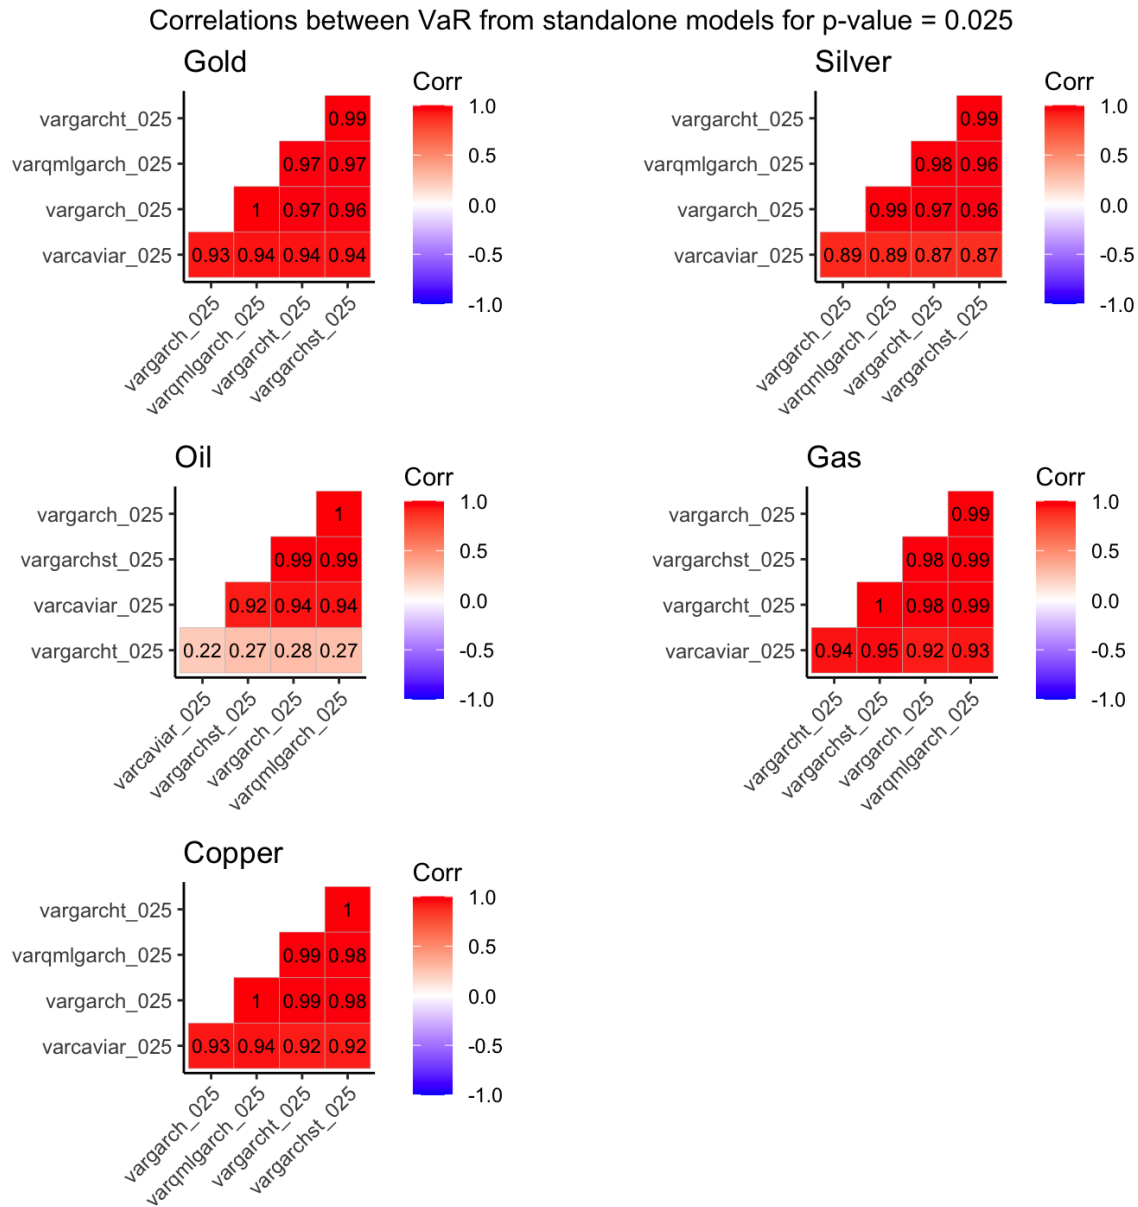 Correlations between VaR from standalone models for p-value = 0.025
Gold
Corr
vargarcht_025
varqmlgarch_025
vargarch_025
varcaviar_025
0.99
0.97 0.97
1 0.97 0.96
0.93 0.94 0.94 0.94
vargarch_025
varqmlgarch_025
vargarcht_025
vargarchst_025
1.0
0.5
0.0
-0.5
-1.0
Silver
Corr
vargarcht_025
varqmlgarch_025
vargarch_025
varcaviar_025
0.99
0.98 0.96
0.99 0.97 0.96
0.89 0.89 0.87 0.87
vargarch_025
varqmlgarch_025
vargarcht_025
vargarchst_025
1.0
0.5
0.0
-0.5
-1.0
Oil
Corr
vargarch_025
vargarchst_025
varcaviar_025
vargarcht_025
1
0.99 0.99
0.92 0.94 0.94
0.22 0.27 0.28 0.27
varcaviar_025
vargarchst_025
vargarch_025
varqmlgarch_025
1.0
0.5
0.0
-0.5
-1.0
Gas
Corr
vargarch_025
vargarchst_025
vargarcht_025
varcaviar_025
0.99
0.98 0.99
1 0.98 0.99
0.94 0.95 0.92 0.93
vargarcht_025
vargarchst_025
vargarch_025
varqmlgarch_025
1.0
0.5
0.0
-0.5
-1.0
Copper
Corr
vargarcht_025
varqmlgarch_025
vargarch_025
varcaviar_025
1
0.99 0.98
1 0.99 0.98
0.93 0.94 0.92 0.92
vargarch_025
varqmlgarch_025
vargarcht_025
vargarchst_025
1.0
0.5
0.0
-0.5
-1.0